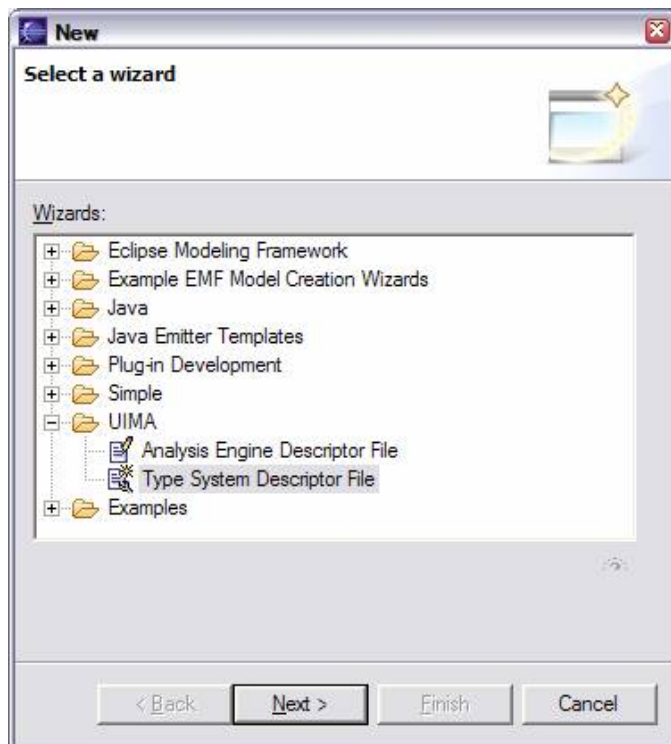 New
Select a wizard
Wizards:
Eclipse Modeling Framework
Example EMF Model Creation Wizards
Java
Java Emitter Templates
Plug-in Development
Simple
UIMA
Analysis Engine Descriptor File
Type System Descriptor File
Examples
< Back Next > Finish Cancel